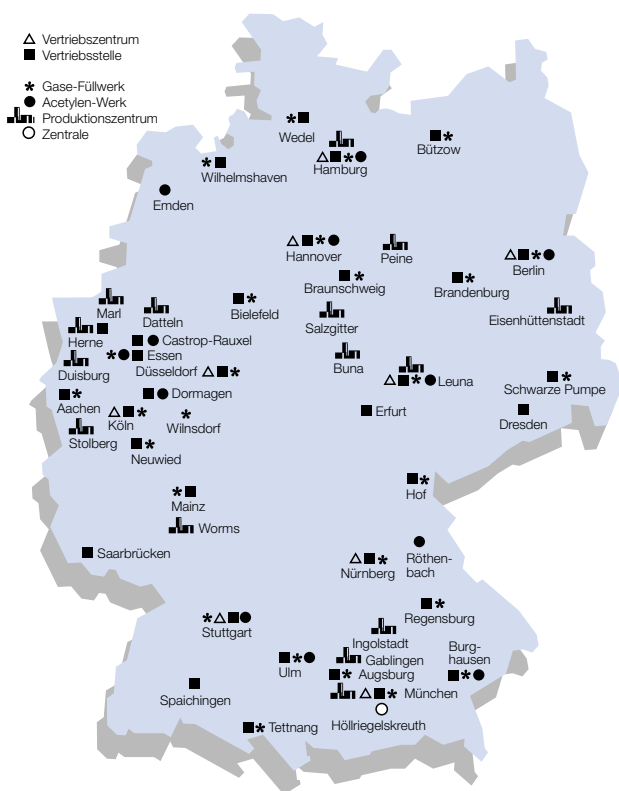 Vertriebszentrum
Vertriebsstelle
Gase-Füllwerk
Acetylen-Werk
Produktionszentrum
Zentrale
Wedel
Bützow
Hamburg
Wilhelmshaven
Emden
Hannover
Peine
Berlin
Braunschweig
Brandenburg
Marl
Datteln
Bielefeld
Salzgitter
Eisenhüttenstadt
Herne
Castrop-Rauxel
Essen
Duisburg
Düsseldorf
Buna
Leuna
Schwarze Pumpe
Dormagen
Aachen
Köln
Wilnsdorf
Erfurt
Dresden
Stolberg
Neuwied
Hof
Mainz
Worms
Saarbrücken
Nürnberg
Röthen-
bach
Regensburg
Stuttgart
Ingolstadt
Burg-
hausen
Gablingen
Ulm
Augsburg
Spaichingen
München
Höllriegelskreuth
Tettnang